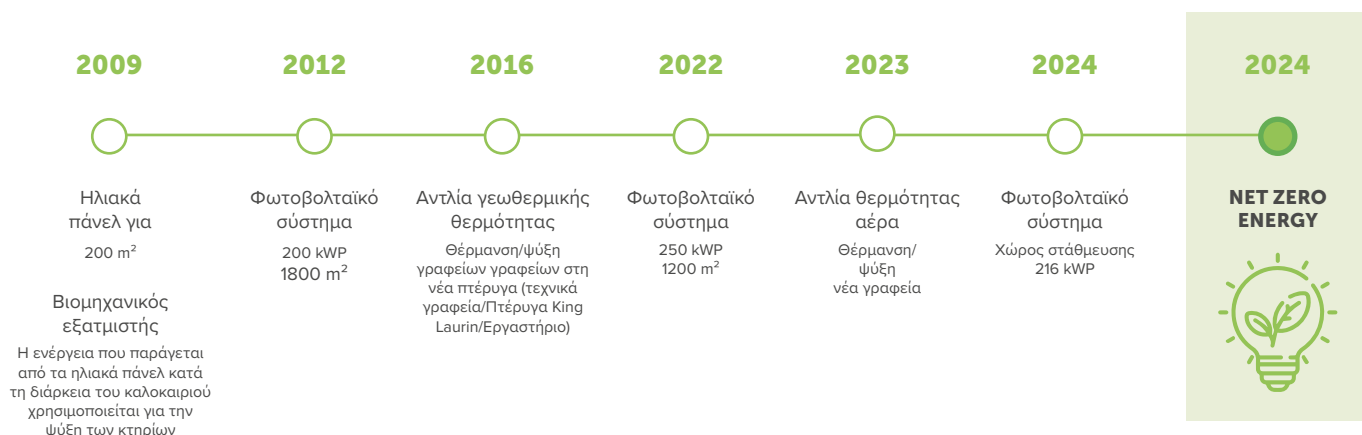 2009
Ηλιακά
πάνελ για
200 m²
Βιομηχανικός
εξατμιστής
Η ενέργεια που παράγεται
από τα ηλιακά πάνελ κατά
τη διάρκεια του καλοκαιριού
χρησιμοποιείται για την
ψύξη των κτηρίων
2012
Φωτοβολταϊκό
σύστημα
200 kWP
1800 m²
2016
Αντλία γεωθερμικής
θερμότητας
Θέρμανση/ψύξη
γραφείων γραφείων στη
νέα πτέρυγα (τεχνικά
γραφεία/Πτέρυγα King
Laurin/Εργαστήριο)
2022
Φωτοβολταϊκό
σύστημα
250 kWP
1200 m²
2023
Αντλία θερμότητας
αέρα
Θέρμανση/
ψύξη
νέα γραφεία
2024
Φωτοβολταϊκό
σύστημα
Χώρος στάθμευσης
216 kWP
2024
NET ZERO
ENERGY